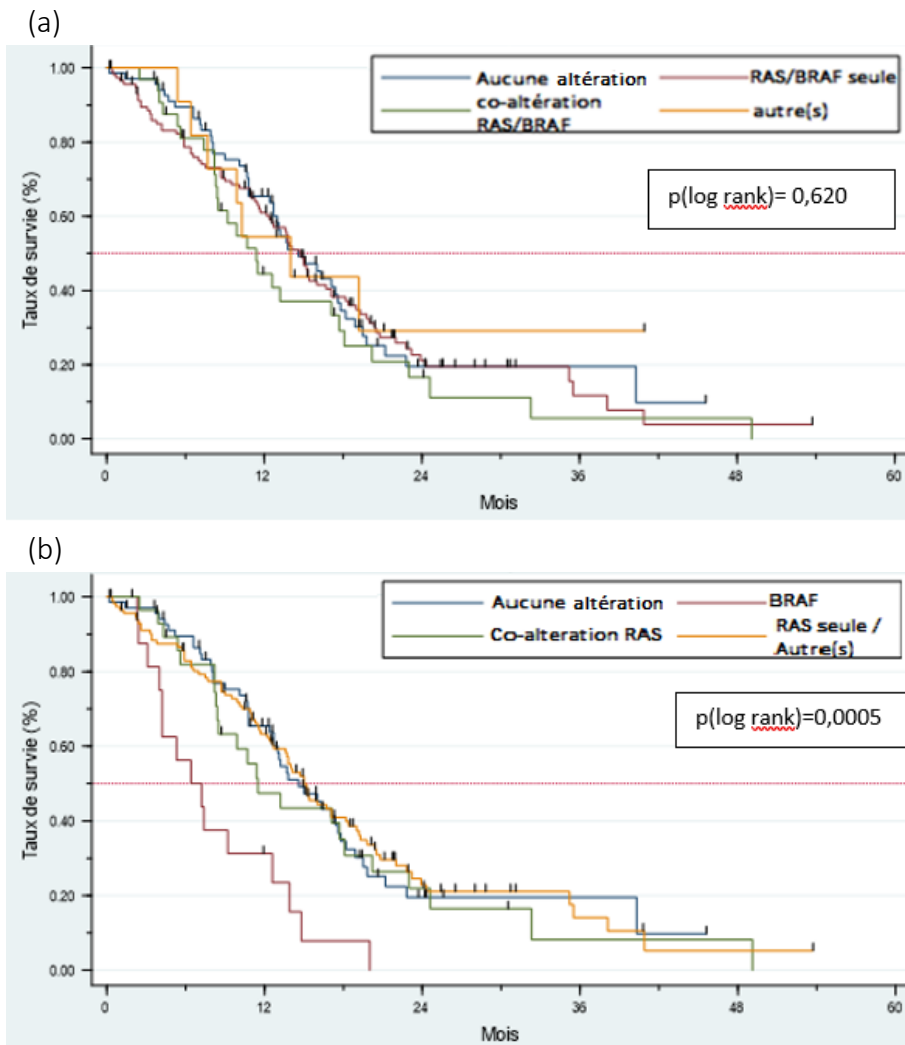 (a)
Aucune altération
RAS/BRAF seule
co-altération
RAS/BRAF
autre(s)
p(log rank)= 0,620
Taux de survie (%)
1.00
0.80
0.60
0.40
0.20
0.00
0
12
24
36
48
60
Mois
(b)
Aucune altération
BRAF
Co-alteration RAS
RAS seule /
Autre(s)
p(log rank)=0,0005
Taux de survie (%)
1.00
0.80
0.60
0.40
0.20
0.00
0
12
24
36
48
60
Mois